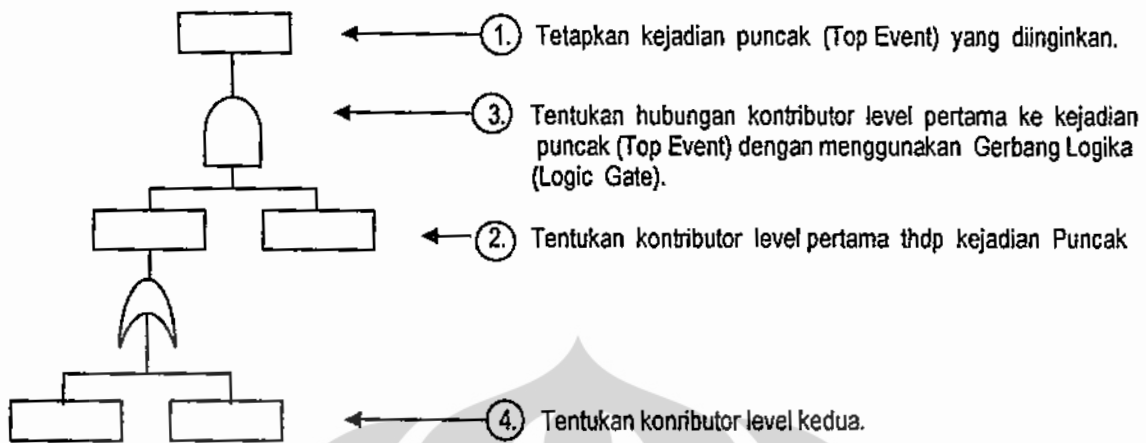 1. Tetapkan kejadian puncak (Top Event) yang diinginkan.
3. Tentukan hubungan kontributor level pertama ke kejadian
puncak (Top Event) dengan menggunakan Gerbang Logika
(Logic Gate).
2. Tentukan kontributor level pertama thdp kejadian Puncak
4. Tentukan konributor level kedua.